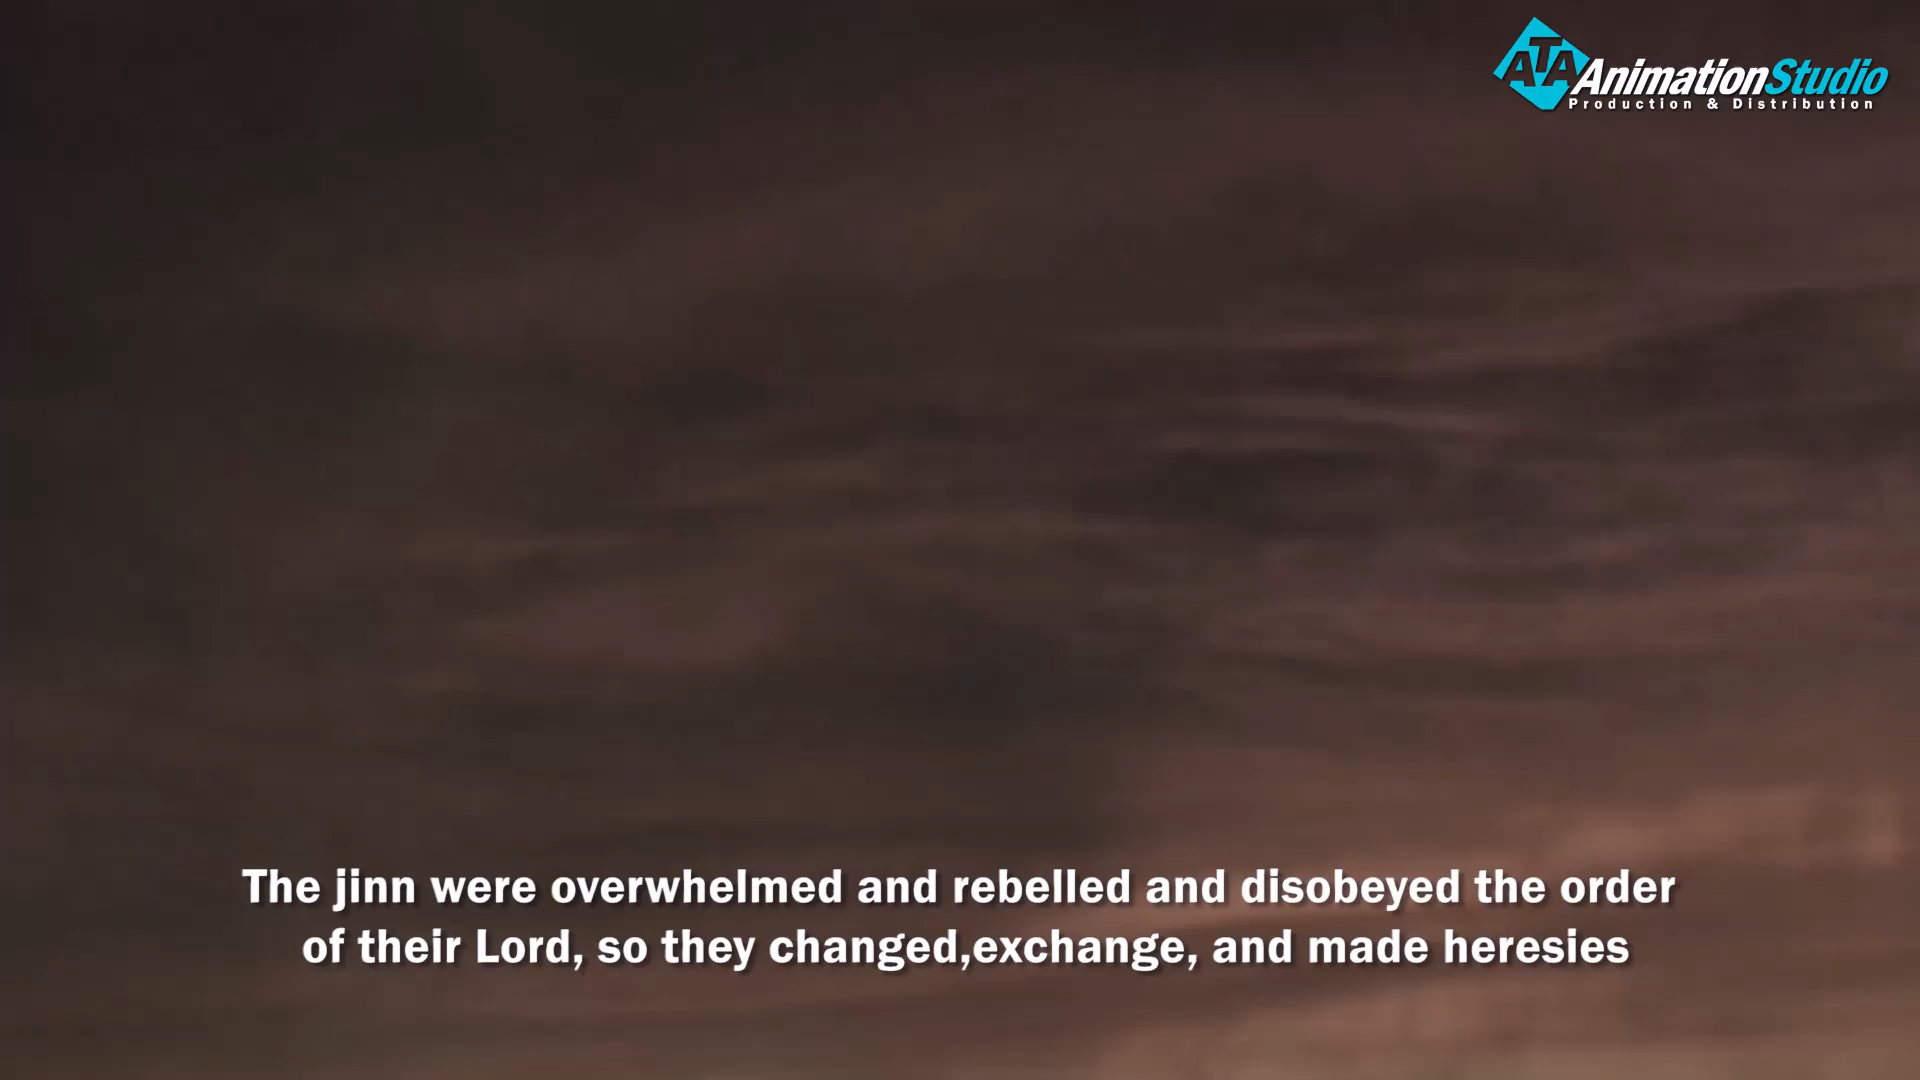 ATA AnimationStudio
Production & Distribution
The jinn were overwhelmed and rebelled and disobeyed the order
of their Lord, so they changed,exchange, and made heresies